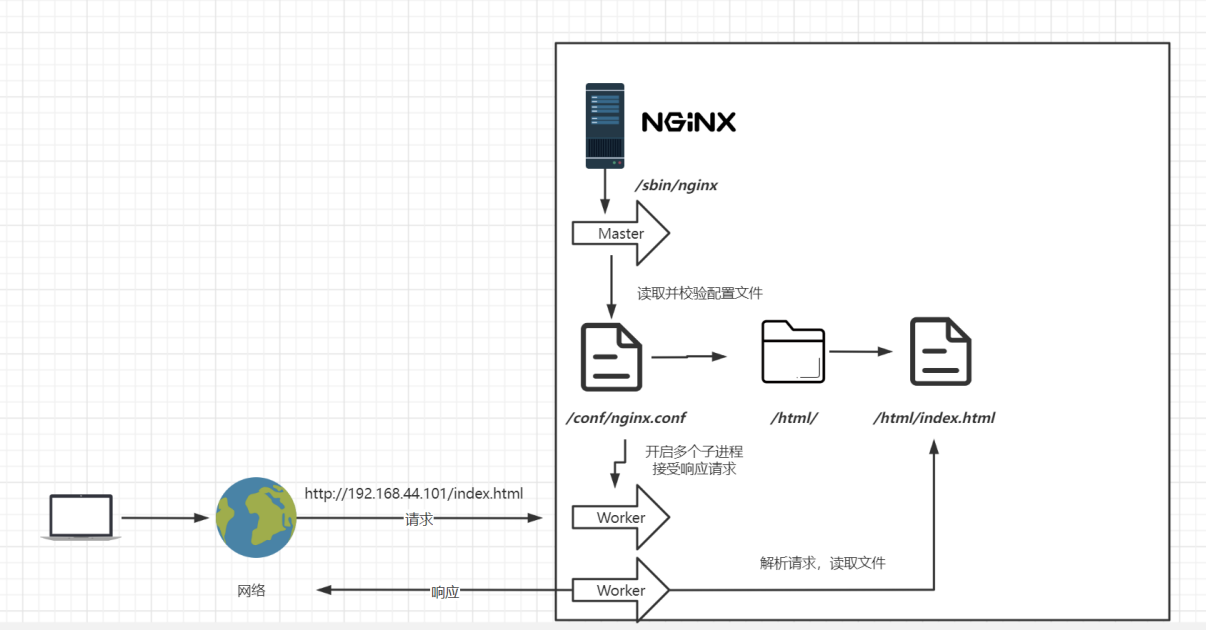 NGiNX
/sbin/nginx
Master
读取并校验配置文件
/conf/nginx.conf
/html/
/html/index.html
开启多个子进程
接受响应请求
http://192.168.44.101/index.html
请求
Worker
解析请求，读取文件
网络
响应
Worker